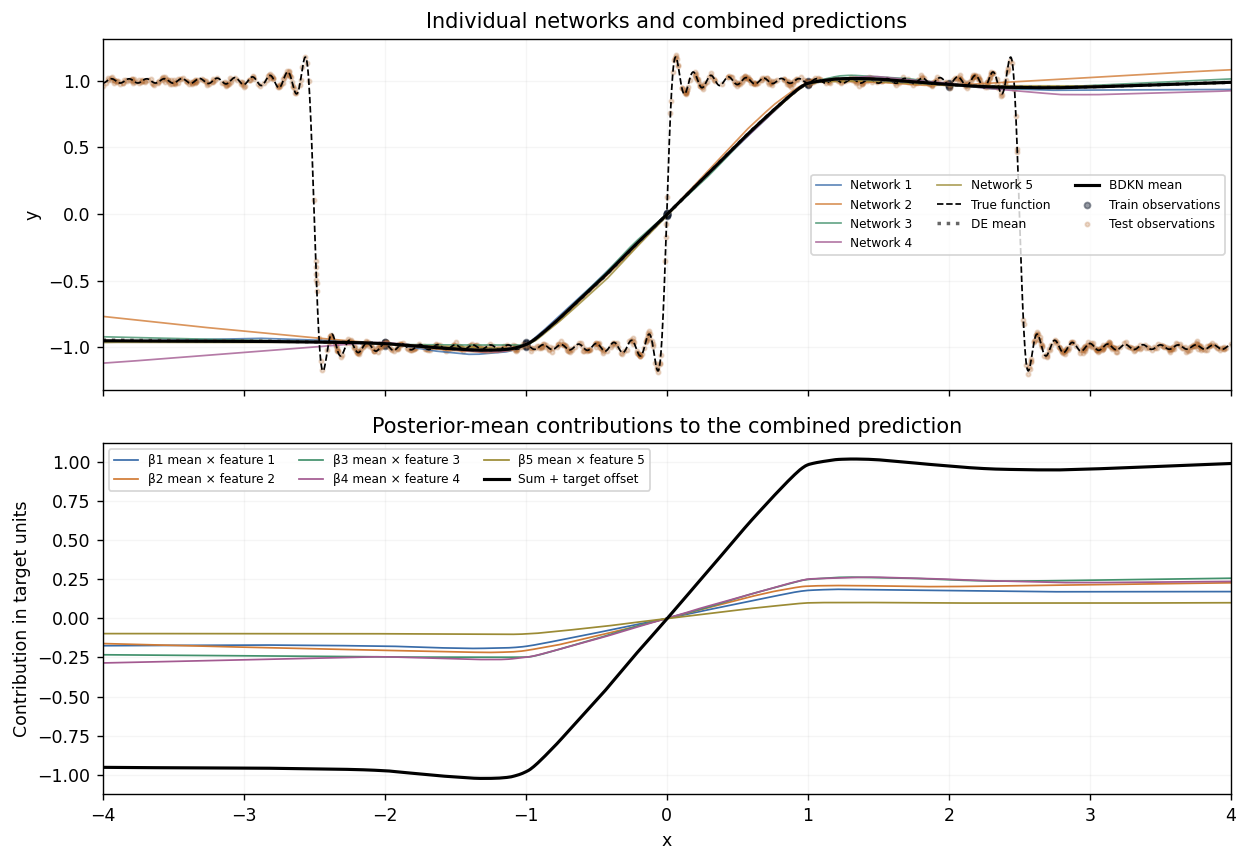 Individual networks and combined predictions
1.0
0.5
0.0
−0.5
−1.0
y
Network 1
Network 2
Network 3
Network 4
Network 5
True function
DE mean
BDKN mean
Train observations
Test observations
Posterior-mean contributions to the combined prediction
1.00
0.75
0.50
0.25
0.00
−0.25
−0.50
−0.75
−1.00
Contribution in target units
β1 mean × feature 1
β2 mean × feature 2
β3 mean × feature 3
β4 mean × feature 4
β5 mean × feature 5
Sum + target offset
−4 −3 −2 −1 0 1 2 3 4
x